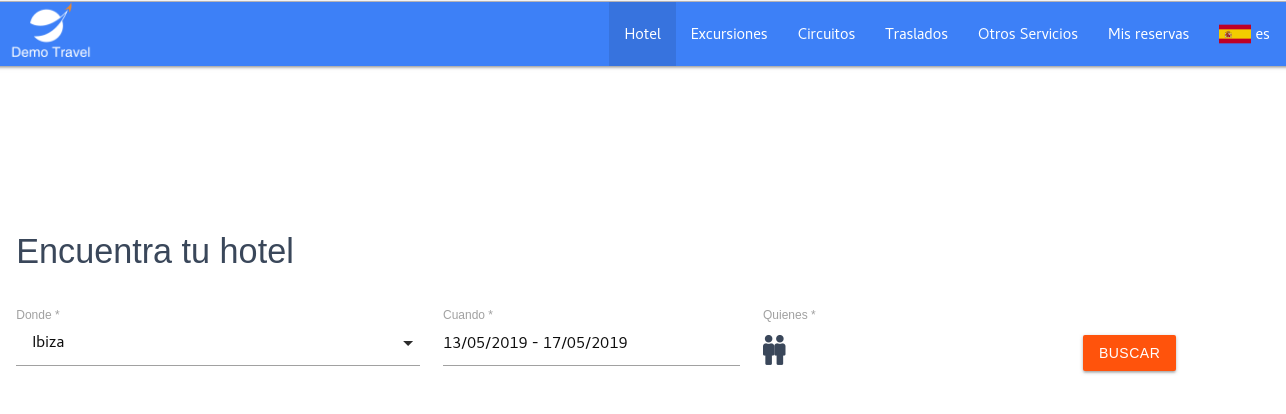 Demo Travel
Hotel Excursiones Circuitos Traslados Otros Servicios Mis reservas es
Encuentra tu hotel
Donde * Cuando * Quienes *
Ibiza 13/05/2019 - 17/05/2019
BUSCAR